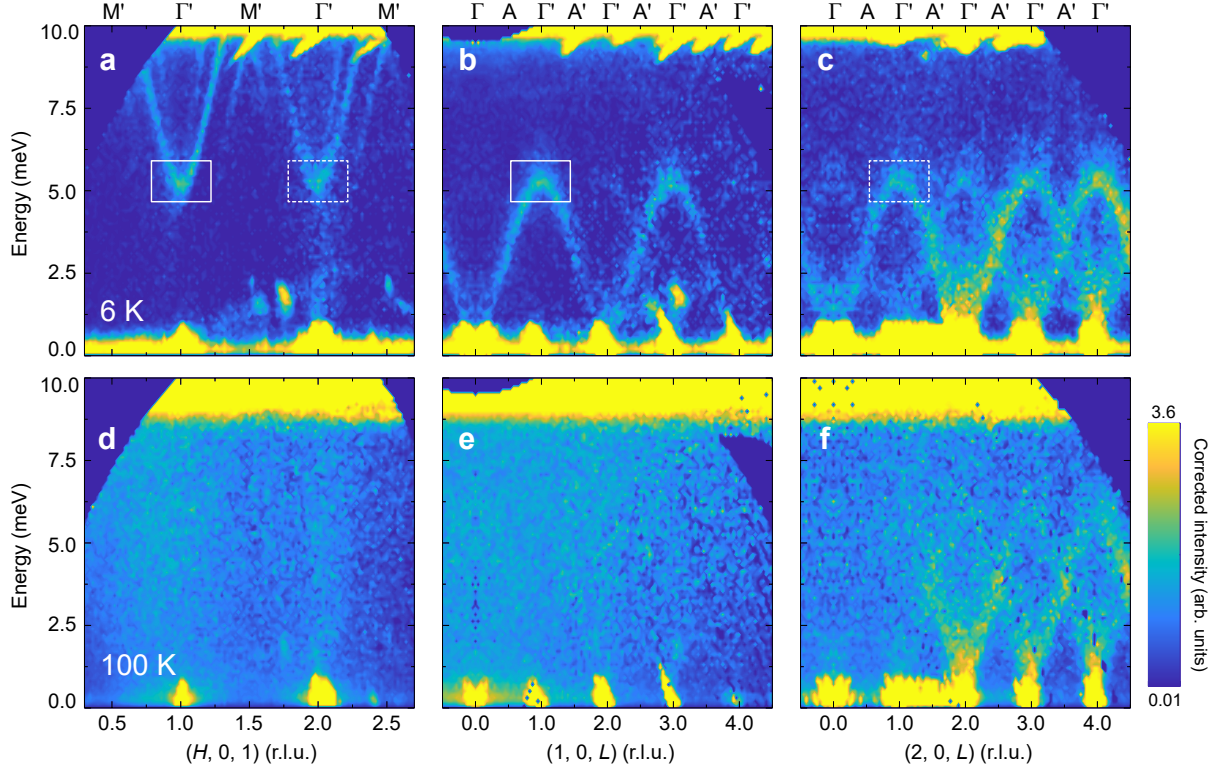 M' Γ' M' Γ' M' Γ A Γ' A' Γ' A' Γ' A' Γ' Γ A Γ' A' Γ' A' Γ' A' Γ'
10.0 a b c
7.5
Energy (meV)
5.0
2.5
6 K
0.0
10.0 d e f
7.5
Energy (meV)
5.0
2.5
100 K
0.0
3.6
Corrected intensity (arb. units)
0.01
0.5 1.0 1.5 2.0 2.5 0.0 1.0 2.0 3.0 4.0 0.0 1.0 2.0 3.0 4.0
(H, 0, 1) (r.l.u.) (1, 0, L) (r.l.u.) (2, 0, L) (r.l.u.)